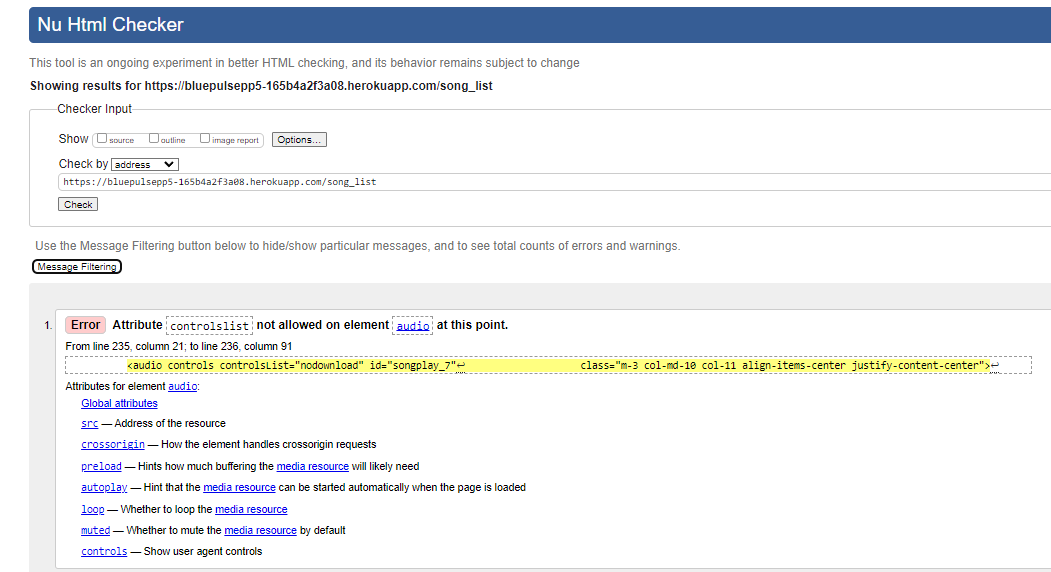 Nu Html Checker
This tool is an ongoing experiment in better HTML checking, and its behavior remains subject to change
Showing results for https://bluepulsepp5-165b4a2f3a08.herokuapp.com/song_list
Checker Input
Show source outline image report Options...
Check by address
https://bluepulsepp5-165b4a2f3a08.herokuapp.com/song_list
Check
Use the Message Filtering button below to hide/show particular messages, and to see total counts of errors and warnings.
Message Filtering
1. Error Attribute controlslist not allowed on element audio at this point.
From line 235, column 21; to line 236, column 91
<audio controls controlsList="nodownload" id="songplay_7"↩ class="m-3 col-md-10 col-11 align-items-center justify-content-center">↩
Attributes for element audio:
Global attributes
src — Address of the resource
crossorigin — How the element handles crossorigin requests
preload — Hints how much buffering the media resource will likely need
autoplay — Hint that the media resource can be started automatically when the page is loaded
loop — Whether to loop the media resource
muted — Whether to mute the media resource by default
controls — Show user agent controls